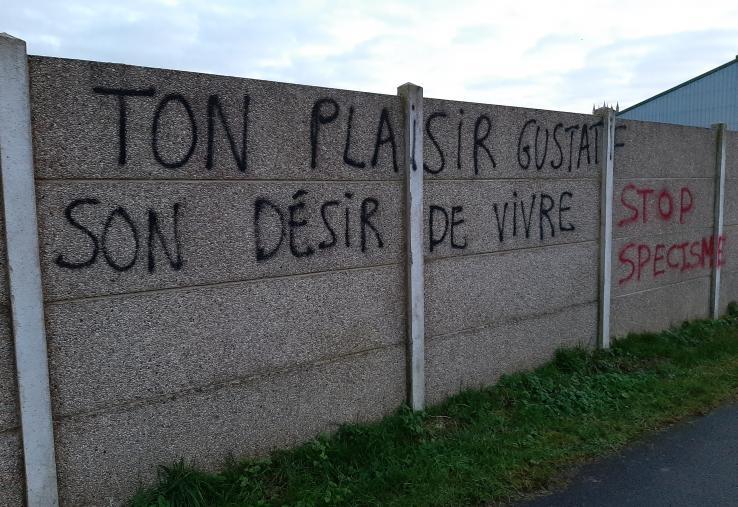 TON PLAISIR GUSTATIF
SON DÉSIR DE VIVRE
STOP
SPECISME